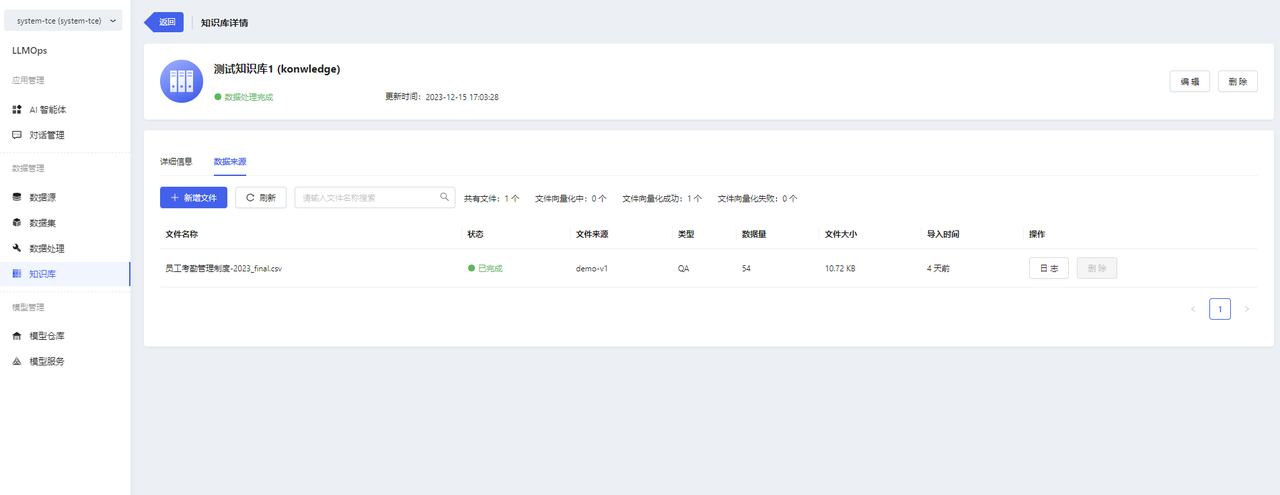 system-tce (system-tce)
LLMOps
应用管理
AI 智能体
对话管理
数据管理
数据源
数据集
数据处理
知识库
模型管理
模型仓库
模型服务
返回 知识库详情
测试知识库1 (konwledge)
数据处理完成 更新时间: 2023-12-15 17:03:28
编 辑 删 除
详细信息 数据来源
新增文件 刷新 请输入文件名称搜索 共有文件: 1 个 文件向量化中: 0 个 文件向量化成功: 1 个 文件向量化失败: 0 个
文件名称 状态 文件来源 类型 数据量 文件大小 导入时间 操作
员工考勤管理制度-2023_final.csv 已完成 demo-v1 QA 54 10.72 KB 4 天前 日 志 删 除
< 1 >